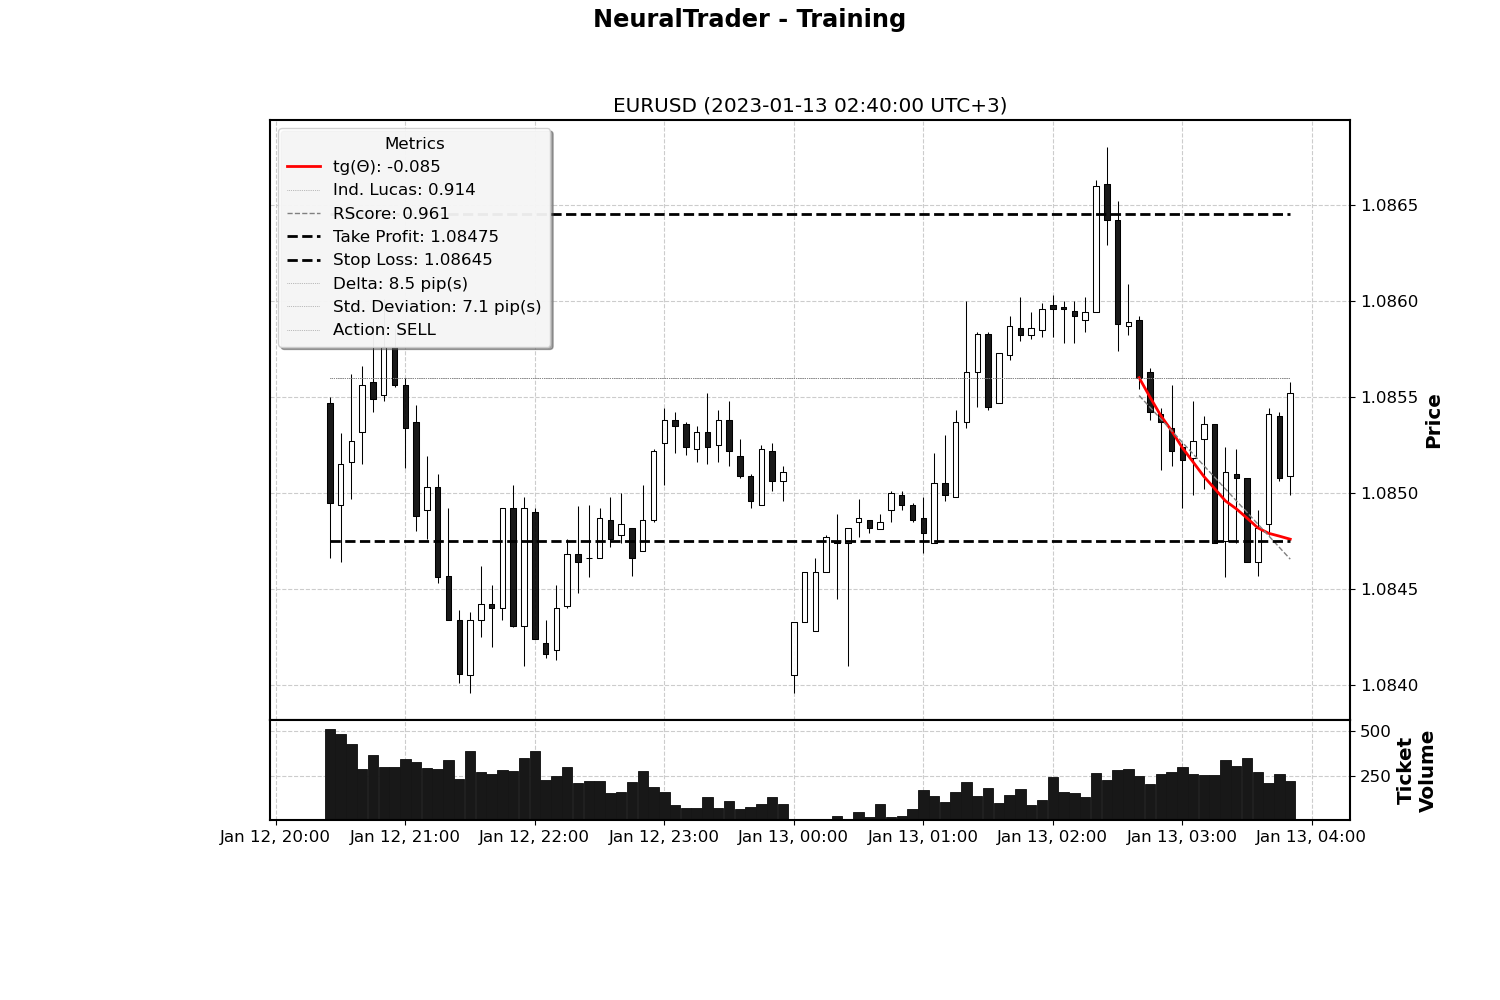 NeuralTrader - Training
EURUSD (2023-01-13 02:40:00 UTC+3)
Metrics
tg(Θ): -0.085
Ind. Lucas: 0.914
RScore: 0.961
Take Profit: 1.08475
Stop Loss: 1.08645
Delta: 8.5 pip(s)
Std. Deviation: 7.1 pip(s)
Action: SELL
1.0865
1.0860
1.0855
1.0850
1.0845
1.0840
Price
500
250
Ticket
Volume
Jan 12, 20:00 Jan 12, 21:00 Jan 12, 22:00 Jan 12, 23:00 Jan 13, 00:00 Jan 13, 01:00 Jan 13, 02:00 Jan 13, 03:00 Jan 13, 04:00